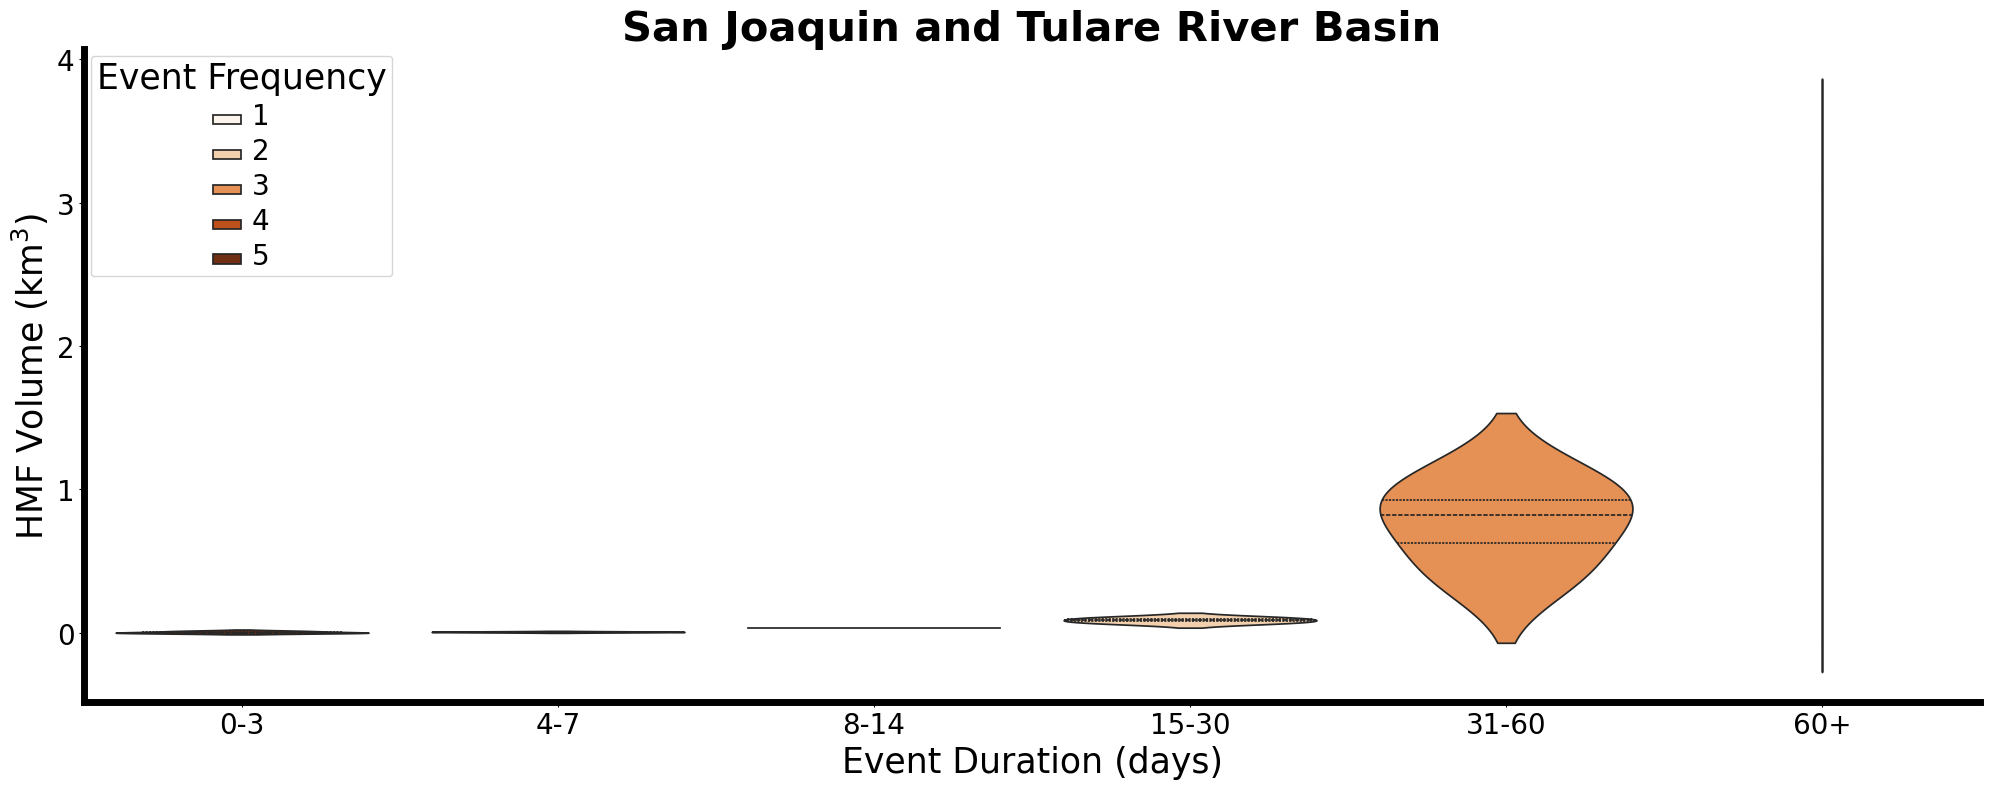 San Joaquin and Tulare River Basin
4
3
2
1
0
HMF Volume (km³)
Event Frequency
1
2
3
4
5
0-3 4-7 8-14 15-30 31-60 60+
Event Duration (days)